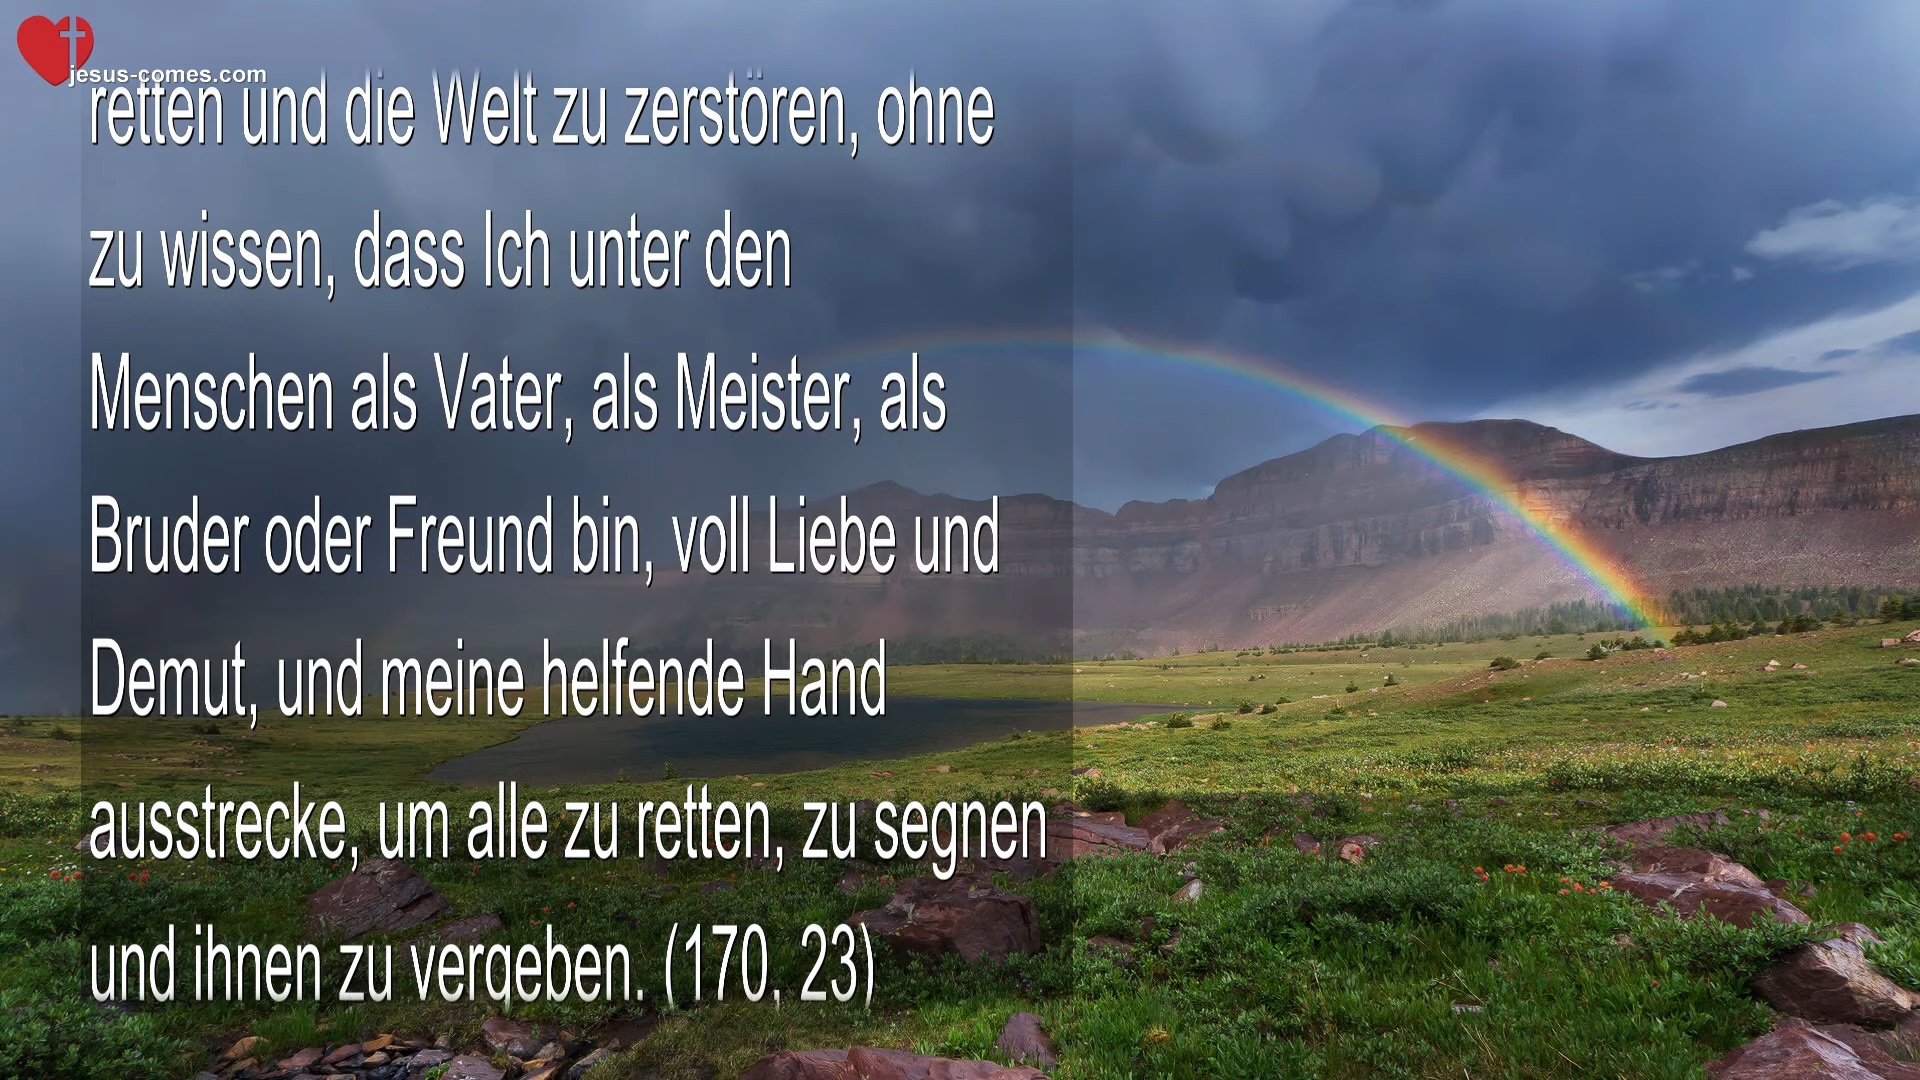 jesus-comes.com
retten und die Welt zu zerstören, ohne
zu wissen, dass Ich unter den
Menschen als Vater, als Meister, als
Bruder oder Freund bin, voll Liebe und
Demut, und meine helfende Hand
ausstrecke, um alle zu retten, zu segnen
und ihnen zu vergeben. (170, 23)